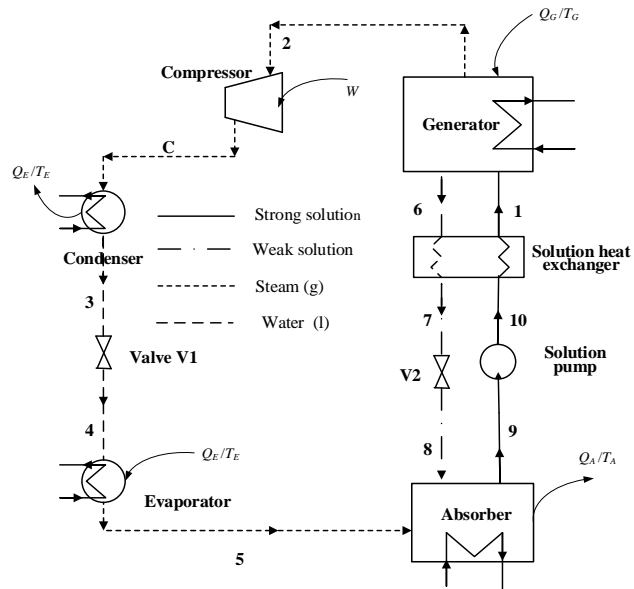 2
Q_G/T_G
Compressor
W
Generator
C
Q_E/T_E
6
1
Strong solution
Condenser
Weak solution
Solution heat
exchanger
3
Steam (g)
7
10
Water (l)
Valve V1
V2
Solution
pump
4
8
9
Q_E/T_E
Q_A/T_A
Evaporator
Absorber
5